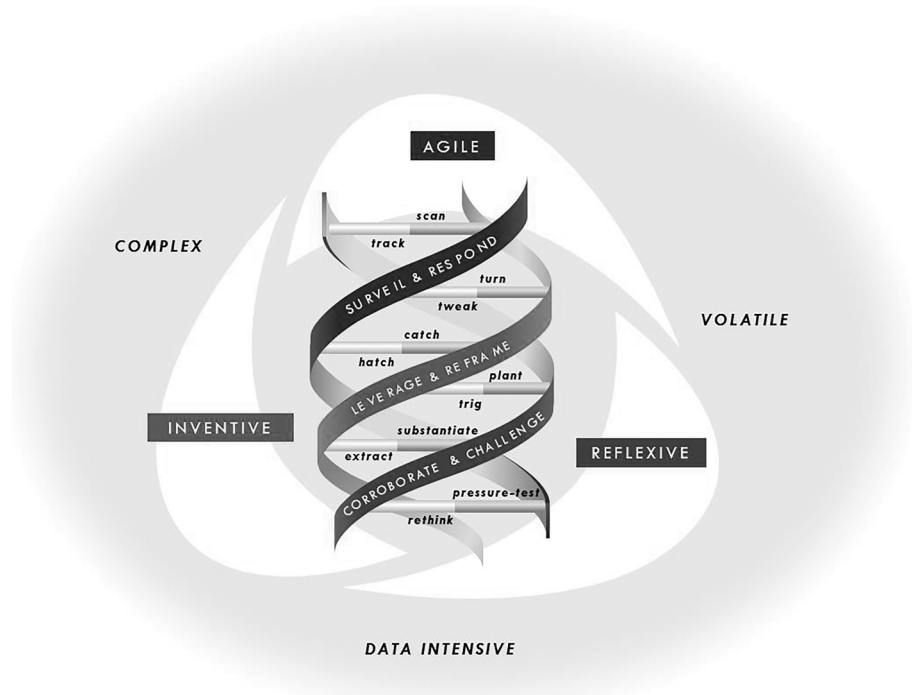 AGILE
scan
track
COMPLEX
SURVEIL & RESPOND
turn
tweak
VOLATILE
catch
hatch
LEVERAGE & REFRAME
plant
trig
INVENTIVE
substantiate
extract
REFLEXIVE
CORROBORATE & CHALLENGE
pressure-test
rethink
DATA INTENSIVE